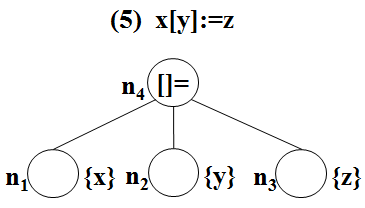 (5) x[y]:=z
n4 []=
n1 {x} n2 {y} n3 {z}